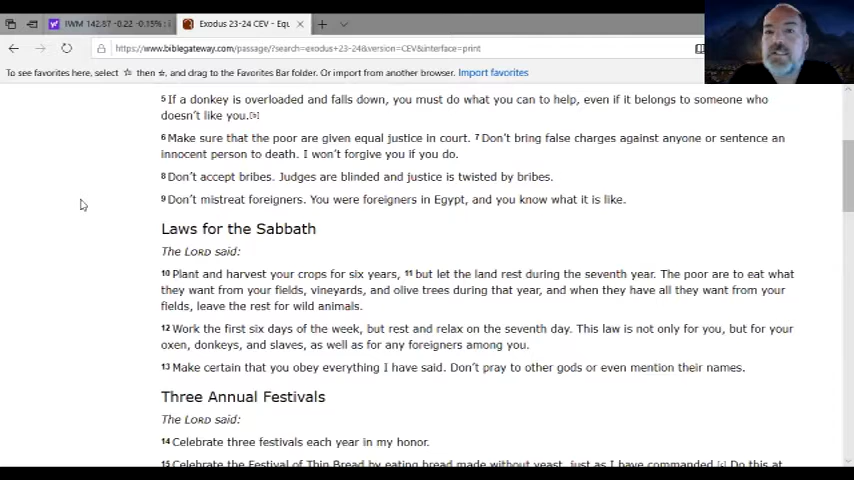 IWM 142.87 -0.22 -0.15% : i
Exodus 23-24 CEV - Equ
https://www.biblegateway.com/passage/?search=exodus+23-24&version=CEV&interface=print
To see favorites here, select ☆ then ☆, and drag to the Favorites Bar folder. Or import from another browser. Import favorites
5 If a donkey is overloaded and falls down, you must do what you can to help, even if it belongs to someone who
doesn't like you.[b]
6 Make sure that the poor are given equal justice in court. 7 Don't bring false charges against anyone or sentence an
innocent person to death. I won't forgive you if you do.
8 Don't accept bribes. Judges are blinded and justice is twisted by bribes.
9 Don't mistreat foreigners. You were foreigners in Egypt, and you know what it is like.
Laws for the Sabbath
The LORD said:
10 Plant and harvest your crops for six years, 11 but let the land rest during the seventh year. The poor are to eat what
they want from your fields, vineyards, and olive trees during that year, and when they have all they want from your
fields, leave the rest for wild animals.
12 Work the first six days of the week, but rest and relax on the seventh day. This law is not only for you, but for your
oxen, donkeys, and slaves, as well as for any foreigners among you.
13 Make certain that you obey everything I have said. Don't pray to other gods or even mention their names.
Three Annual Festivals
The LORD said:
14 Celebrate three festivals each year in my honor.
15 Celebrate the Festival of Thin Bread by eating bread made without yeast, just as I have commanded.[c] Do this at